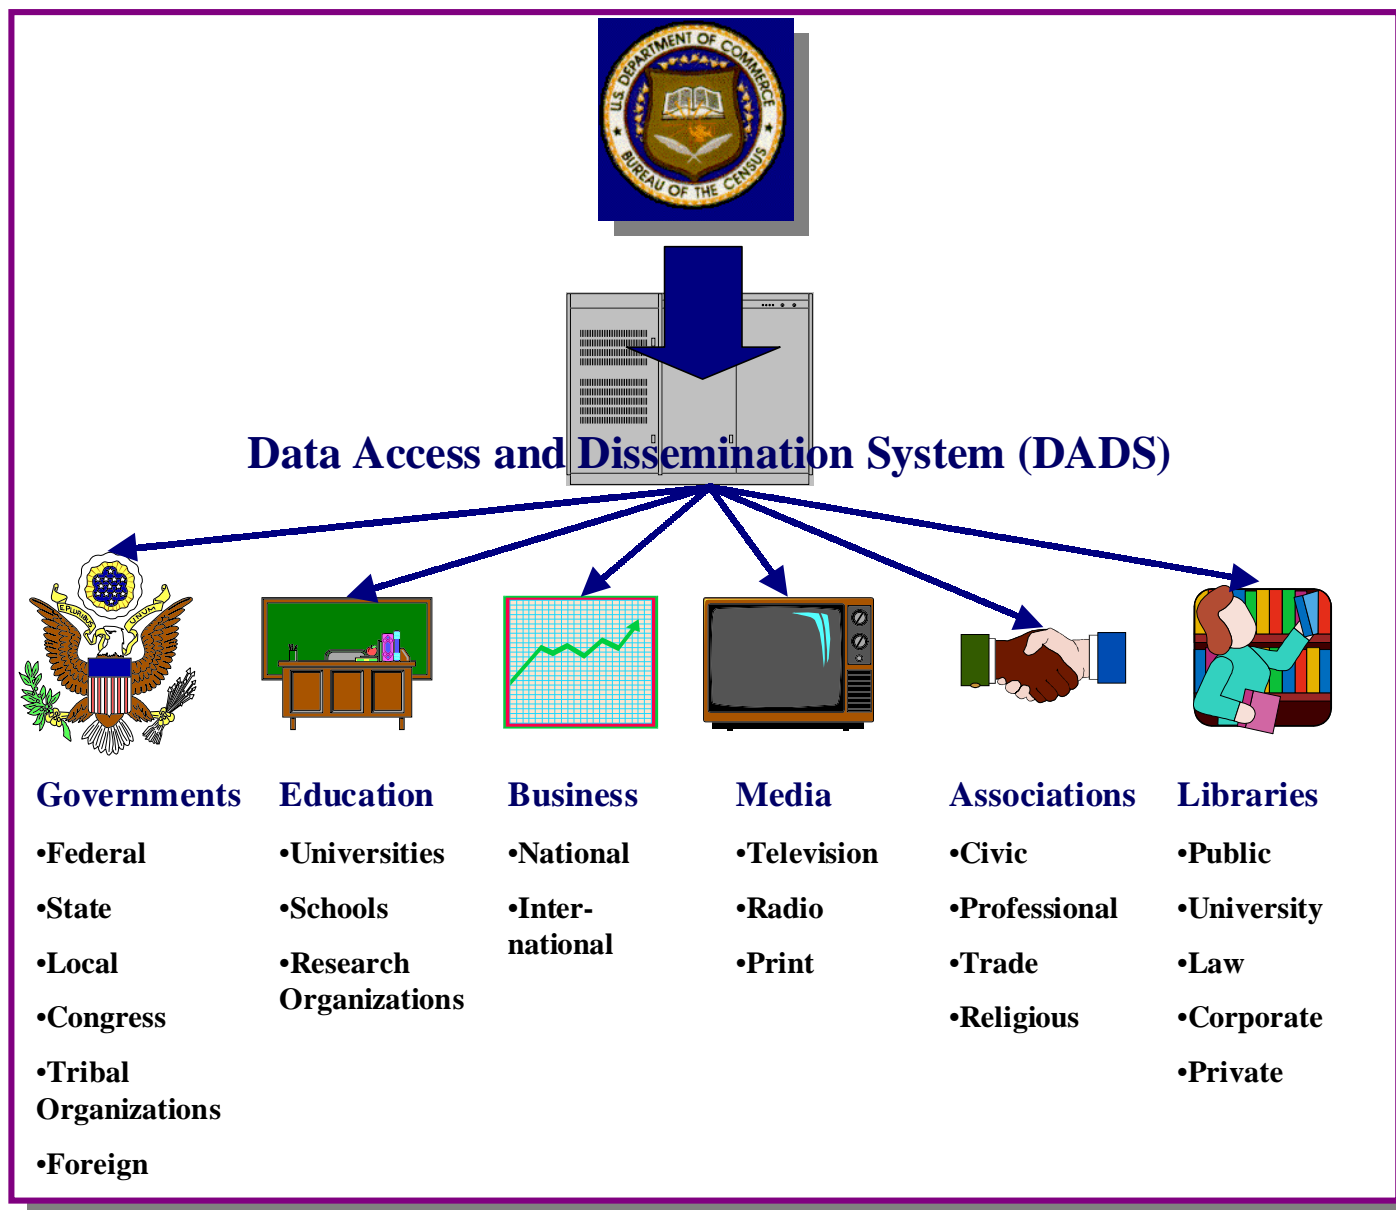 U.S. DEPARTMENT OF COMMERCE
BUREAU OF THE CENSUS
Data Access and Dissemination System (DADS)
E PLURIBUS UNUM
Governments
•Federal
•State
•Local
•Congress
•Tribal
Organizations
•Foreign
Education
•Universities
•Schools
•Research
Organizations
Business
•National
•Inter-
national
Media
•Television
•Radio
•Print
Associations
•Civic
•Professional
•Trade
•Religious
Libraries
•Public
•University
•Law
•Corporate
•Private